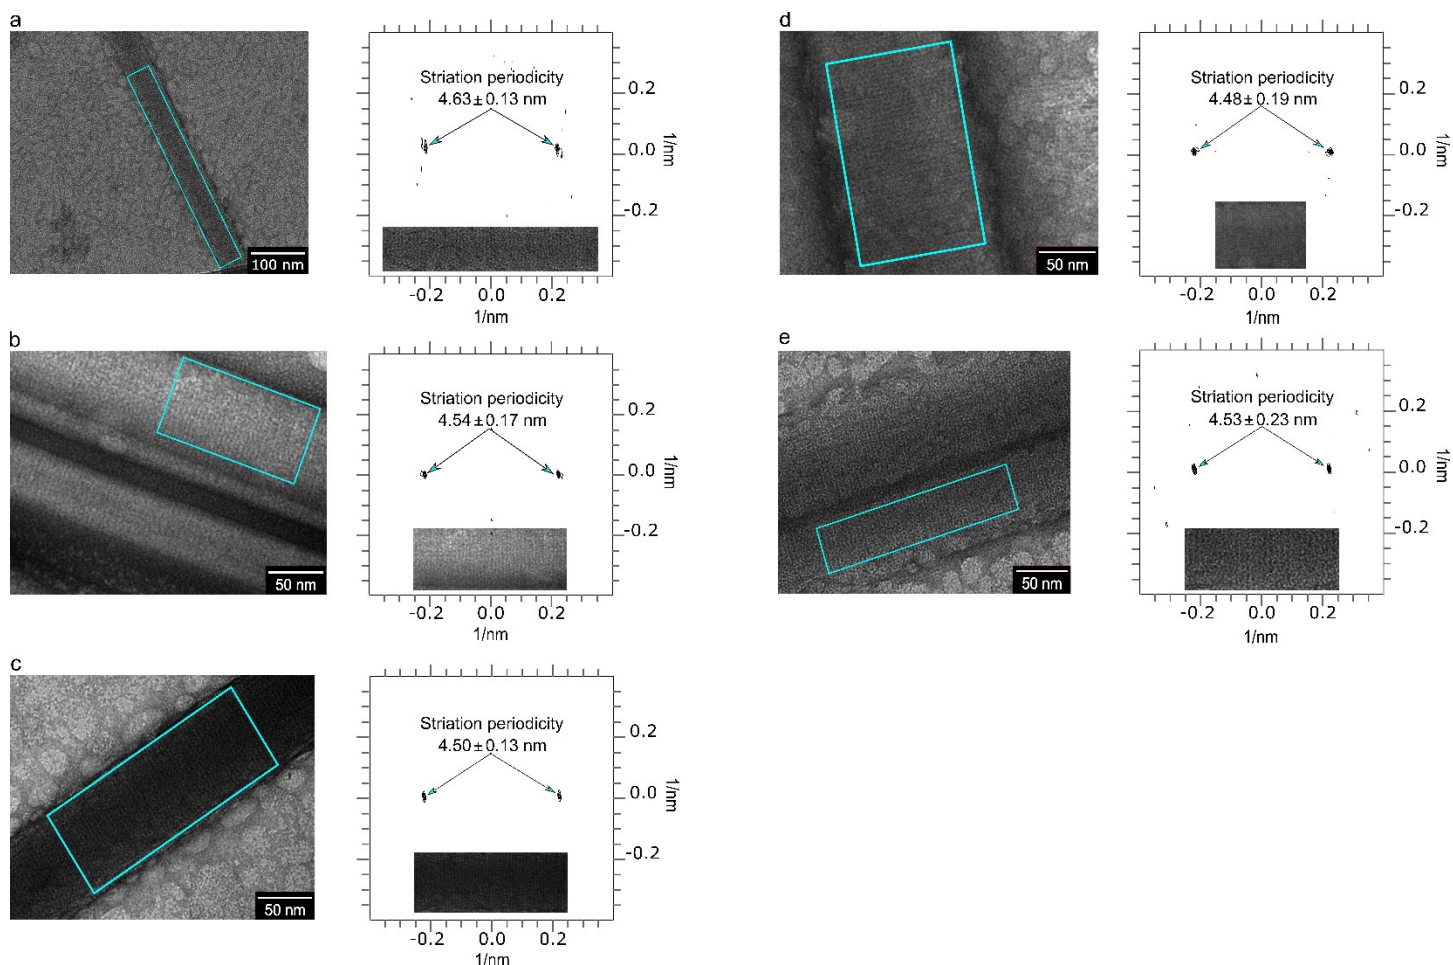 a
100 nm
Striation periodicity
4.63±0.13 nm
0.2
0.0
-0.2
1/nm
-0.2 0.0 0.2
1/nm
d
50 nm
Striation periodicity
4.48±0.19 nm
0.2
0.0
-0.2
1/nm
-0.2 0.0 0.2
1/nm
b
50 nm
Striation periodicity
4.54±0.17 nm
0.2
0.0
-0.2
1/nm
-0.2 0.0 0.2
1/nm
e
50 nm
Striation periodicity
4.53±0.23 nm
0.2
0.0
-0.2
1/nm
-0.2 0.0 0.2
1/nm
c
50 nm
Striation periodicity
4.50±0.13 nm
0.2
0.0
-0.2
1/nm
-0.2 0.0 0.2
1/nm